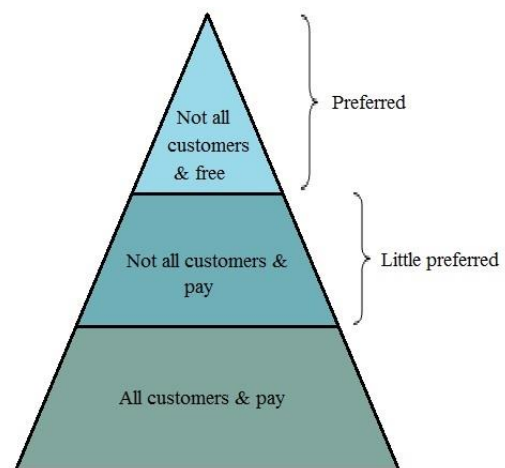 Not all
customers
& free
Preferred
Not all customers &
pay
Little preferred
All customers & pay